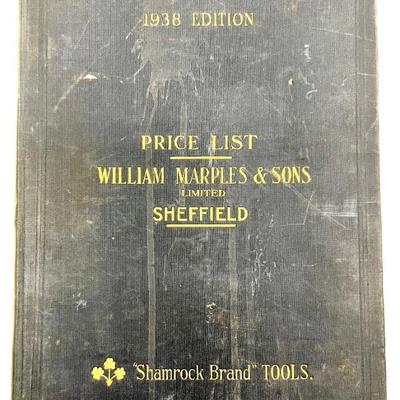 1938 EDITION
PRICE LIST
WILLIAM MARPLES & SONS
LIMITED
SHEFFIELD
"Shamrock Brand" TOOLS.